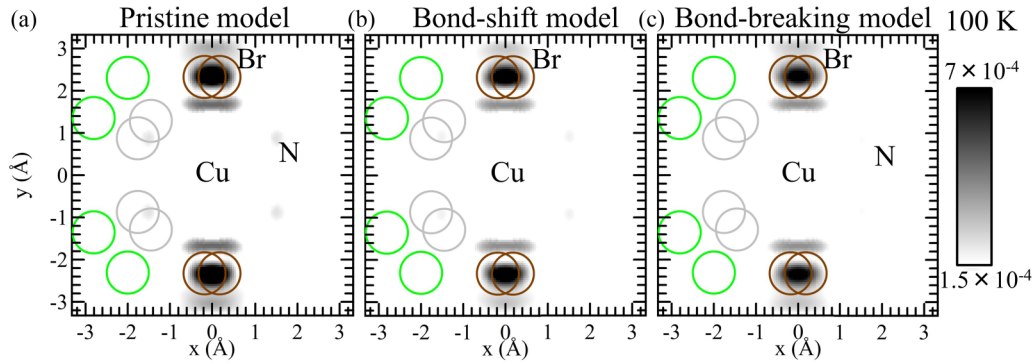 (a) Pristine model
(b) Bond-shift model
(c) Bond-breaking model
100 K
Br
Br
Br
7×10-4
N
N
Cu
Cu
Cu
1.5×10-4
y (Å)
3
2
1
0
-1
-2
-3
-3 -2 -1 0 1 2 3
-3 -2 -1 0 1 2 3
-3 -2 -1 0 1 2 3
x (Å)
x (Å)
x (Å)